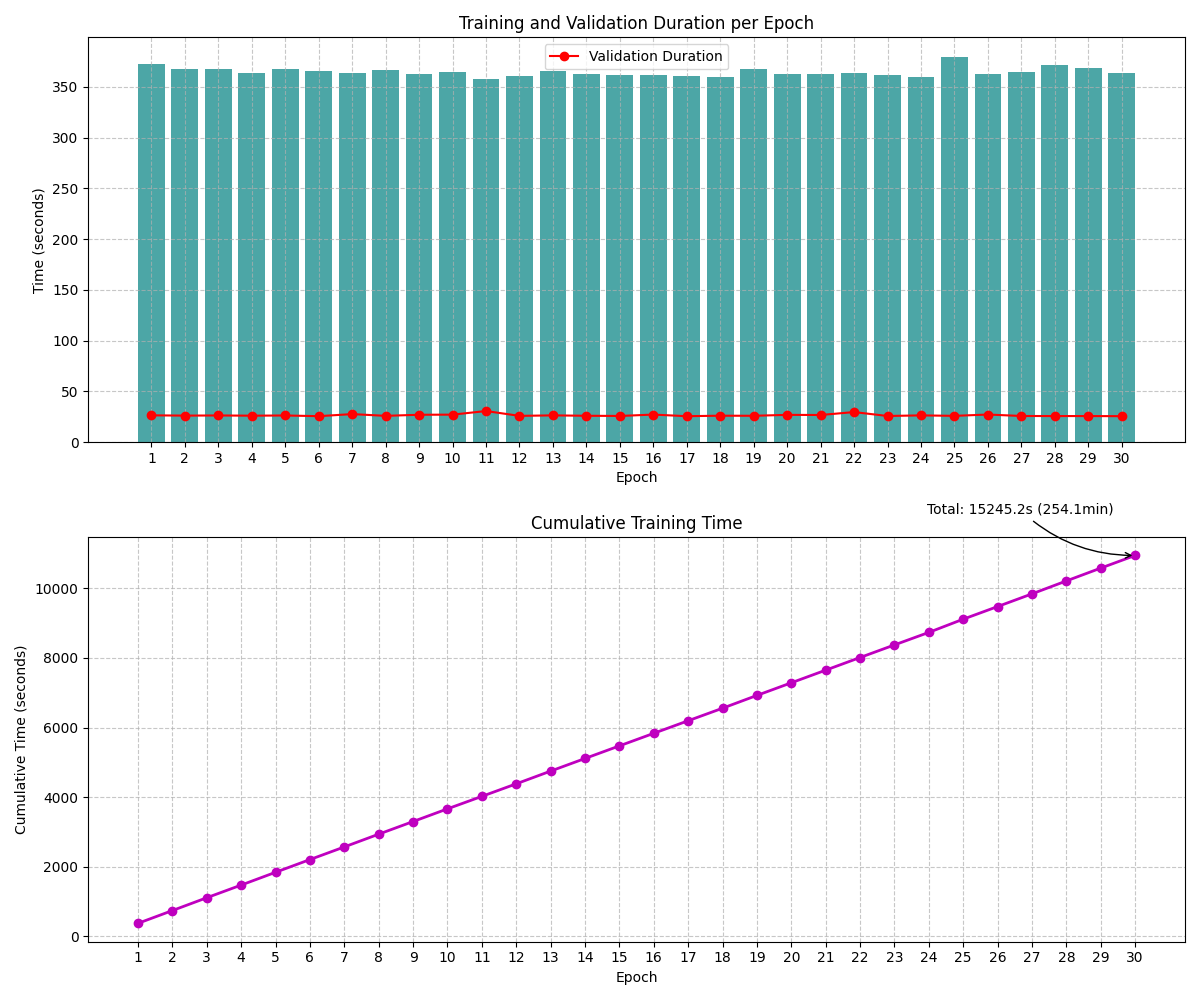 Training and Validation Duration per Epoch
Validation Duration
Time (seconds)
350
300
250
200
150
100
50
0
1 2 3 4 5 6 7 8 9 10 11 12 13 14 15 16 17 18 19 20 21 22 23 24 25 26 27 28 29 30
Epoch
Total: 15245.2s (254.1min)
Cumulative Training Time
Cumulative Time (seconds)
10000
8000
6000
4000
2000
0
1 2 3 4 5 6 7 8 9 10 11 12 13 14 15 16 17 18 19 20 21 22 23 24 25 26 27 28 29 30
Epoch